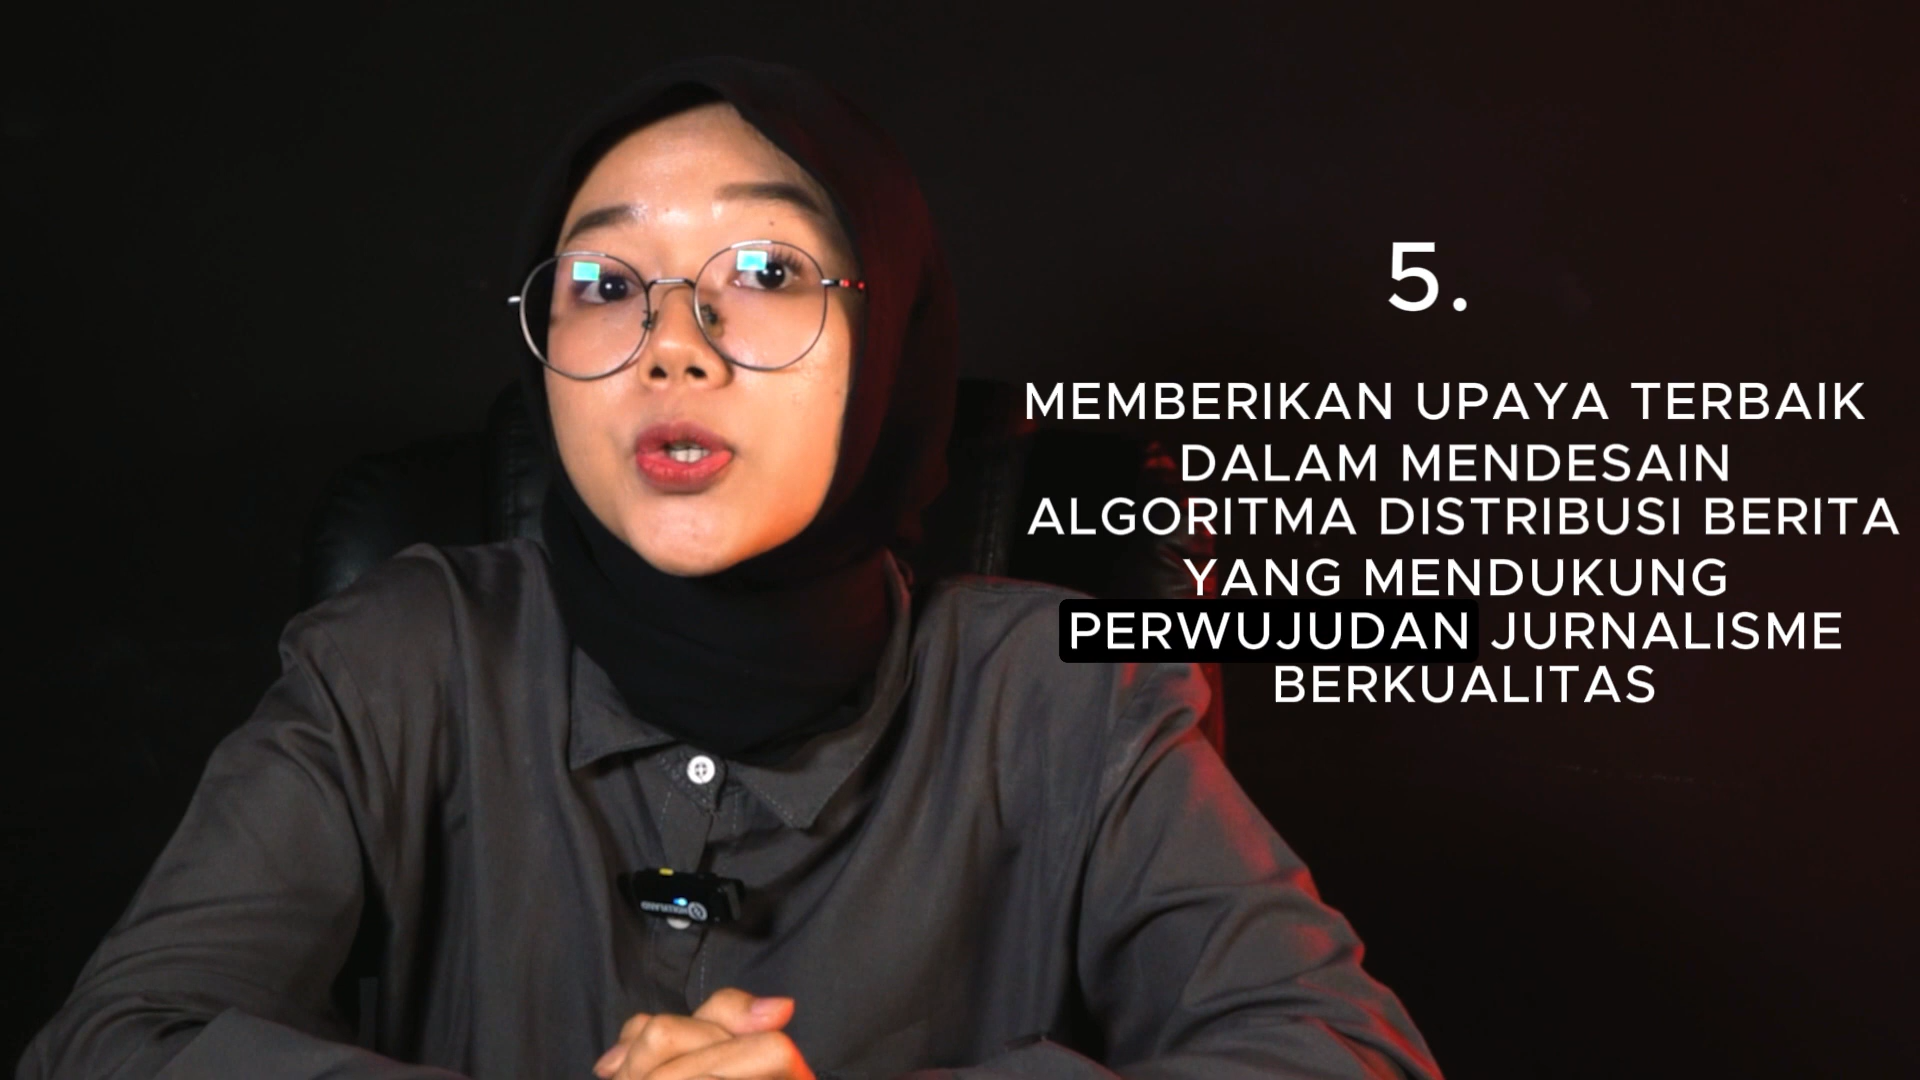 5.
MEMBERIKAN UPAYA TERBAIK
DALAM MENDESAIN
ALGORITMA DISTRIBUSI BERITA
YANG MENDUKUNG
PERWUJUDAN JURNALISME
BERKUALITAS